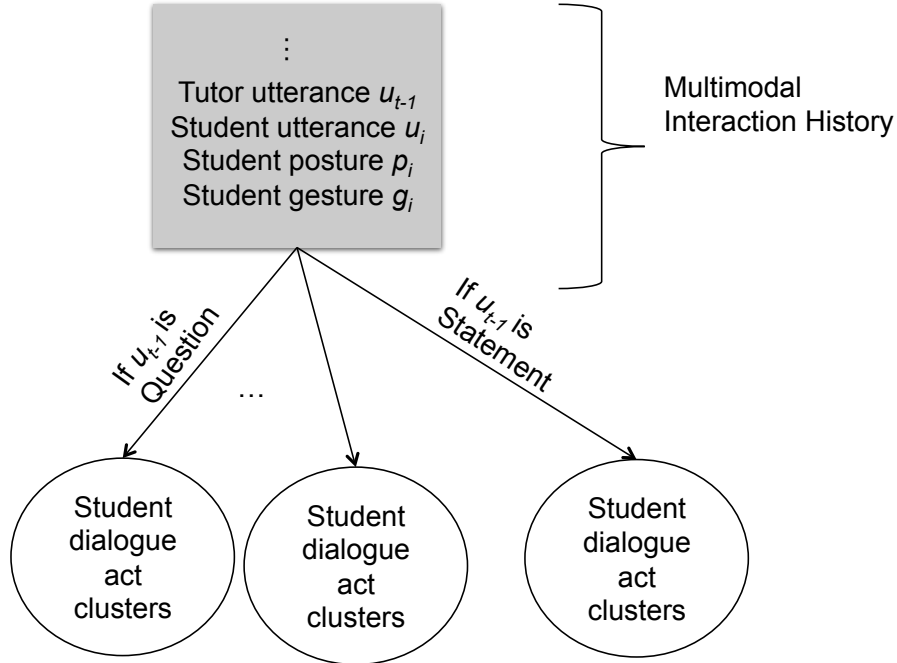 ⋮
Tutor utterance u_{t-1}
Student utterance u_i
Student posture p_i
Student gesture g_i
Multimodal
Interaction History
If u_{t-1} is
Question
…
If u_{t-1} is
Statement
Student
dialogue
act
clusters
Student
dialogue
act
clusters
Student
dialogue
act
clusters